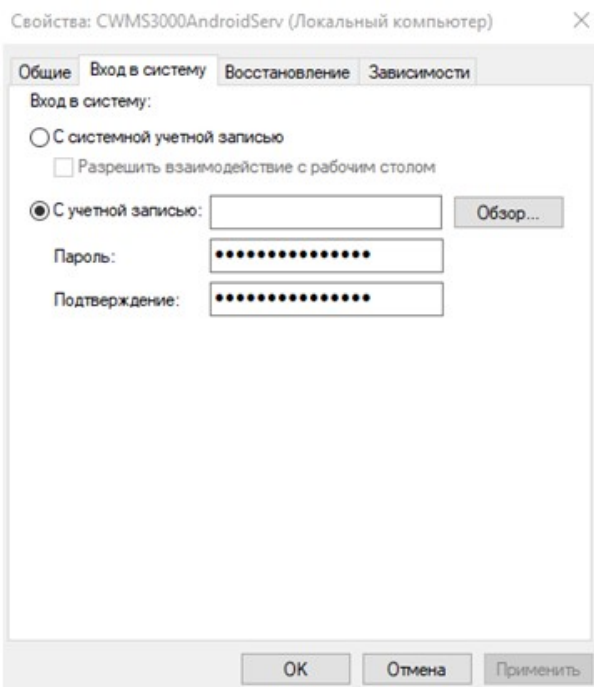 Свойства: CWMS3000AndroidServ (Локальный компьютер)
Общие Вход в систему Восстановление Зависимости
Вход в систему:
С системной учетной записью
Разрешить взаимодействие с рабочим столом
С учетной записью: Обзор...
Пароль: •••••••••••••••
Подтверждение: •••••••••••••••
OK Отмена Применить